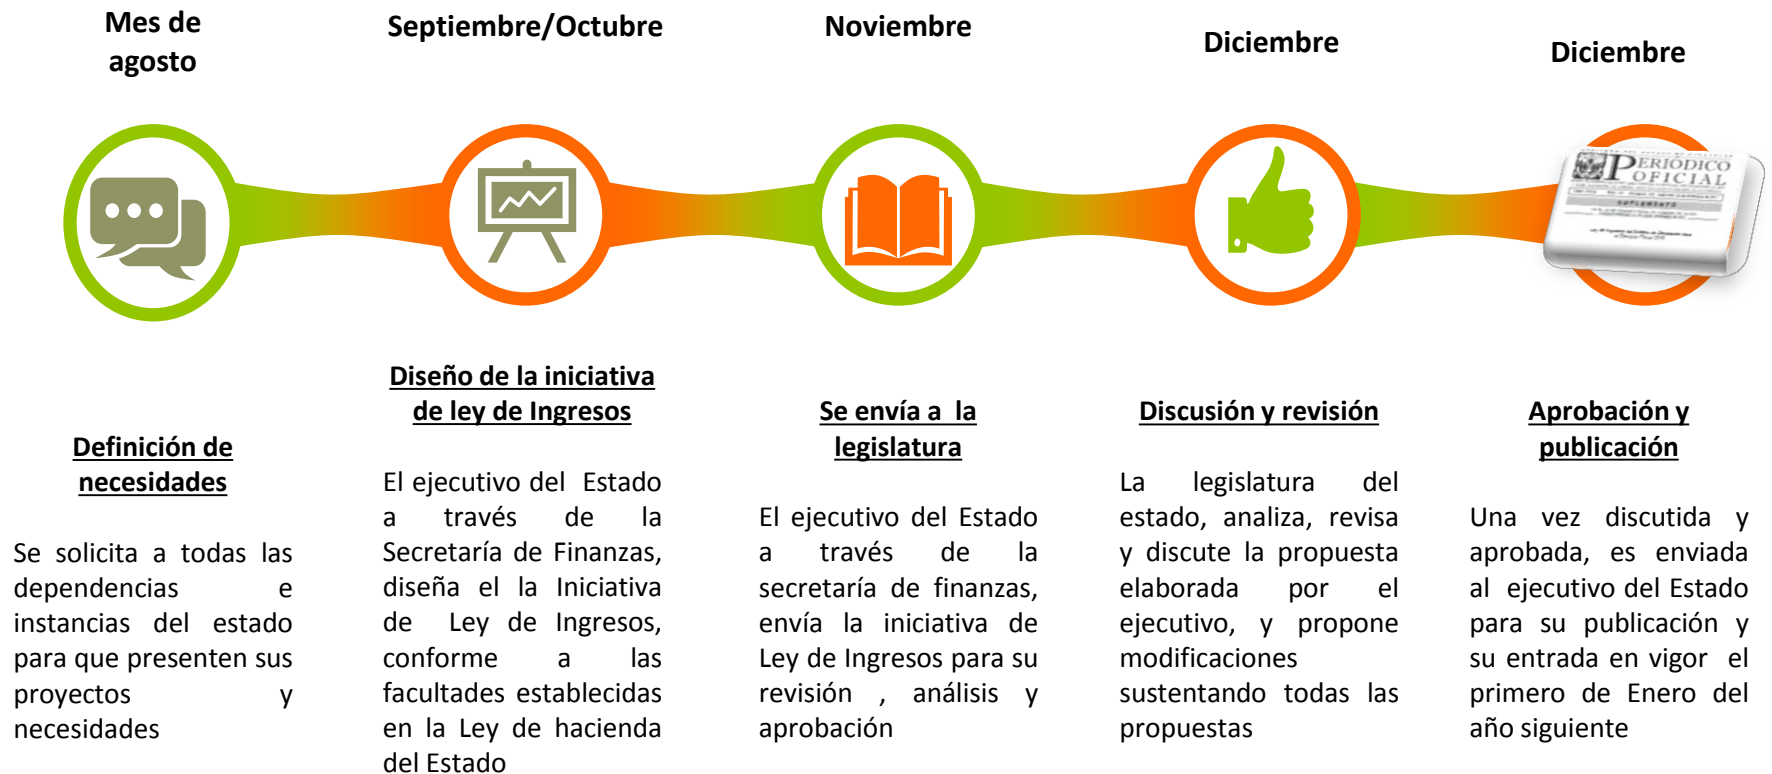 Mes de
agosto
Septiembre/Octubre
Noviembre
Diciembre
Diciembre
PERIÓDICO
OFICIAL
SUPLEMENTO
Definición de
necesidades
Se solicita a todas las
dependencias e
instancias del estado
para que presenten sus
proyectos y
necesidades
Diseño de la iniciativa
de ley de Ingresos
El ejecutivo del Estado
a través de la
Secretaría de Finanzas,
diseña el la Iniciativa
de Ley de Ingresos,
conforme a las
facultades establecidas
en la Ley de hacienda
del Estado
Se envía a la
legislatura
El ejecutivo del Estado
a través de la
secretaría de finanzas,
envía la iniciativa de
Ley de Ingresos para su
revisión , análisis y
aprobación
Discusión y revisión
La legislatura del
estado, analiza, revisa
y discute la propuesta
elaborada por el
ejecutivo, y propone
modificaciones
sustentando todas las
propuestas
Aprobación y
publicación
Una vez discutida y
aprobada, es enviada
al ejecutivo del Estado
para su publicación y
su entrada en vigor el
primero de Enero del
año siguiente